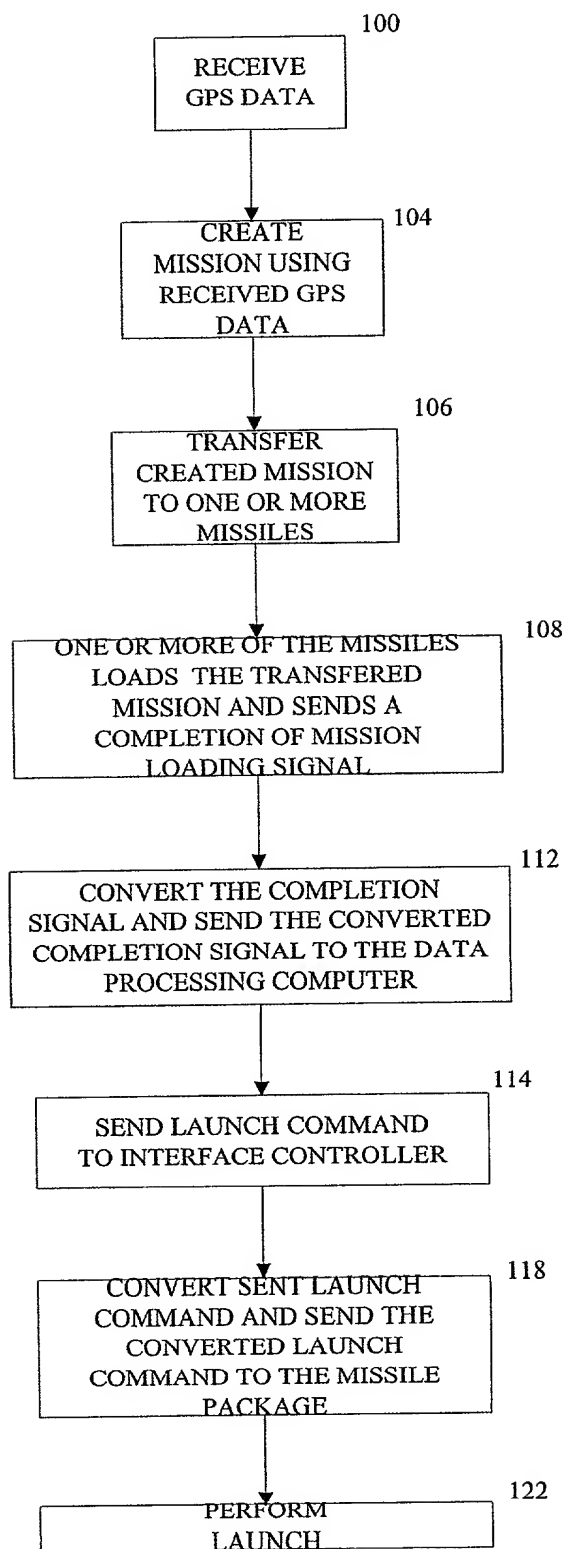 100
RECEIVE
GPS DATA
104
CREATE
MISSION USING
RECEIVED GPS
DATA
106
TRANSFER
CREATED MISSION
TO ONE OR MORE
MISSILES
108
ONE OR MORE OF THE MISSILES
LOADS THE TRANSFERED
MISSION AND SENDS A
COMPLETION OF MISSION
LOADING SIGNAL
112
CONVERT THE COMPLETION
SIGNAL AND SEND THE CONVERTED
COMPLETION SIGNAL TO THE DATA
PROCESSING COMPUTER
114
SEND LAUNCH COMMAND
TO INTERFACE CONTROLLER
118
CONVERT SENT LAUNCH
COMMAND AND SEND THE
CONVERTED LAUNCH
COMMAND TO THE MISSILE
PACKAGE
122
PERFORM
LAUNCH